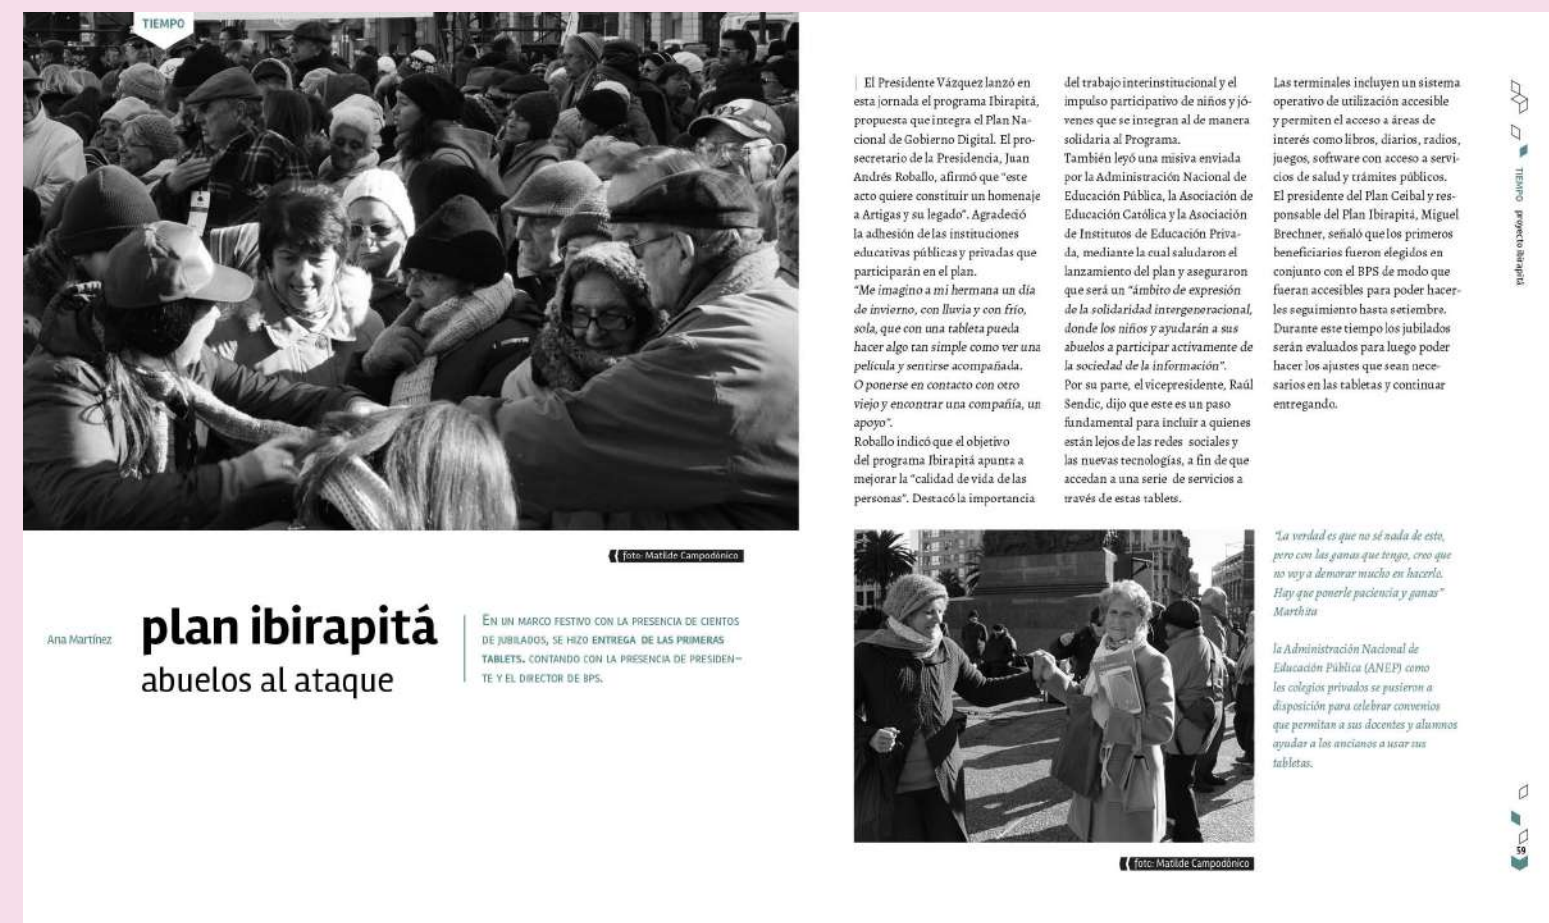 TIEMPO
foto: Matilde Campodónico
Ana Martínez
plan ibirapitá
abuelos al ataque
EN UN MARCO FESTIVO CON LA PRESENCIA DE CIENTOS
DE JUBILADOS, SE HIZO ENTREGA DE LAS PRIMERAS
TABLETS. CONTANDO CON LA PRESENCIA DE PRESIDEN-
TE Y EL DIRECTOR DE BPS.
El Presidente Vázquez lanzó en
esta jornada el programa Ibirapitá,
propuesta que integra el Plan Na-
cional de Gobierno Digital. El pro-
secretario de la Presidencia, Juan
Andrés Roballo, afirmó que "este
acto quiere constituir un homenaje
a Artigas y su legado". Agradeció
la adhesión de las instituciones
educativas públicas y privadas que
participarán en el plan.
"Me imagino a mi hermana un día
de invierno, con lluvia y con frío,
sola, que con una tableta pueda
hacer algo tan simple como ver una
película y sentirse acompañada.
O ponerse en contacto con otro
viejo y encontrar una compañía, un
apoyo".
Roballo indicó que el objetivo
del programa Ibirapitá apunta a
mejorar la "calidad de vida de las
personas". Destacó la importancia
del trabajo interinstitucional y el
impulso participativo de niños y jó-
venes que se integran al de manera
solidaria al Programa.
También leyó una misiva enviada
por la Administración Nacional de
Educación Pública, la Asociación de
Educación Católica y la Asociación
de Institutos de Educación Priva-
da, mediante la cual saludaron el
lanzamiento del plan y aseguraron
que será un "ámbito de expresión
de la solidaridad intergeneracional,
donde los niños y ayudarán a sus
abuelos a participar activamente de
la sociedad de la información".
Por su parte, el vicepresidente, Raúl
Sendic, dijo que este es un paso
fundamental para incluir a quienes
están lejos de las redes sociales y
las nuevas tecnologías, a fin de que
accedan a una serie de servicios a
través de estas tablets.
Las terminales incluyen un sistema
operativo de utilización accesible
y permiten el acceso a áreas de
interés como libros, diarios, radios,
juegos, software con acceso a servi-
cios de salud y trámites públicos.
El presidente del Plan Ceibal y res-
ponsable del Plan Ibirapitá, Miguel
Brechner, señaló que los primeros
beneficiarios fueron elegidos en
conjunto con el BPS de modo que
fueran accesibles para poder hacer-
les seguimiento hasta setiembre.
Durante este tiempo los jubilados
serán evaluados para luego poder
hacer los ajustes que sean nece-
sarios en las tabletas y continuar
entregando.
"La verdad es que no sé nada de esto,
pero con las ganas que tengo, creo que
no voy a demorar mucho en hacerlo.
Hay que ponerle paciencia y ganas"
Marthita
la Administración Nacional de
Educación Pública (ANEP) como
los colegios privados se pusieron a
disposición para celebrar convenios
que permitan a sus docentes y alumnos
ayudar a los ancianos a usar sus
tabletas.
foto: Matilde Campodónico
TIEMPO proyecto ibirapitá
59